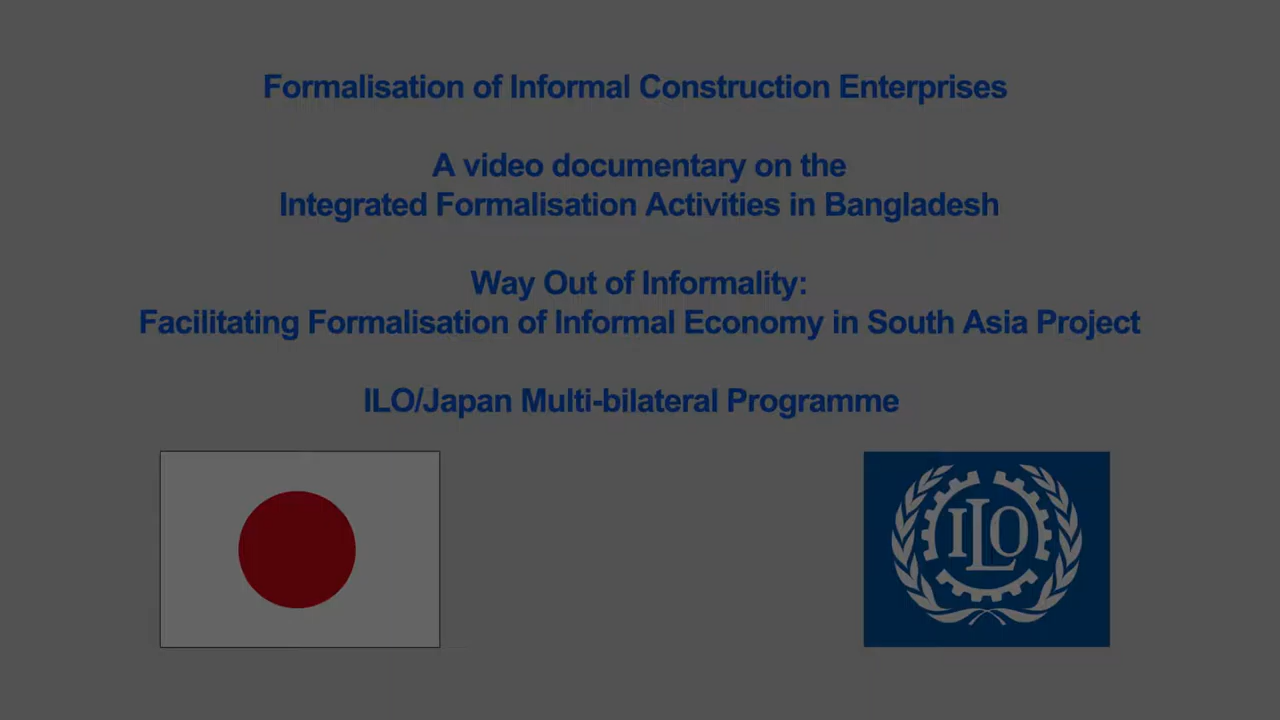 Formalisation of Informal Construction Enterprises
A video documentary on the
Integrated Formalisation Activities in Bangladesh
Way Out of Informality:
Facilitating Formalisation of Informal Economy in South Asia Project
ILO/Japan Multi-bilateral Programme
ILO